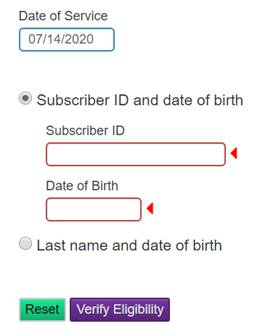 Date of Service
07/14/2020
Subscriber ID and date of birth
Subscriber ID
Date of Birth
Last name and date of birth
Reset Verify Eligibility